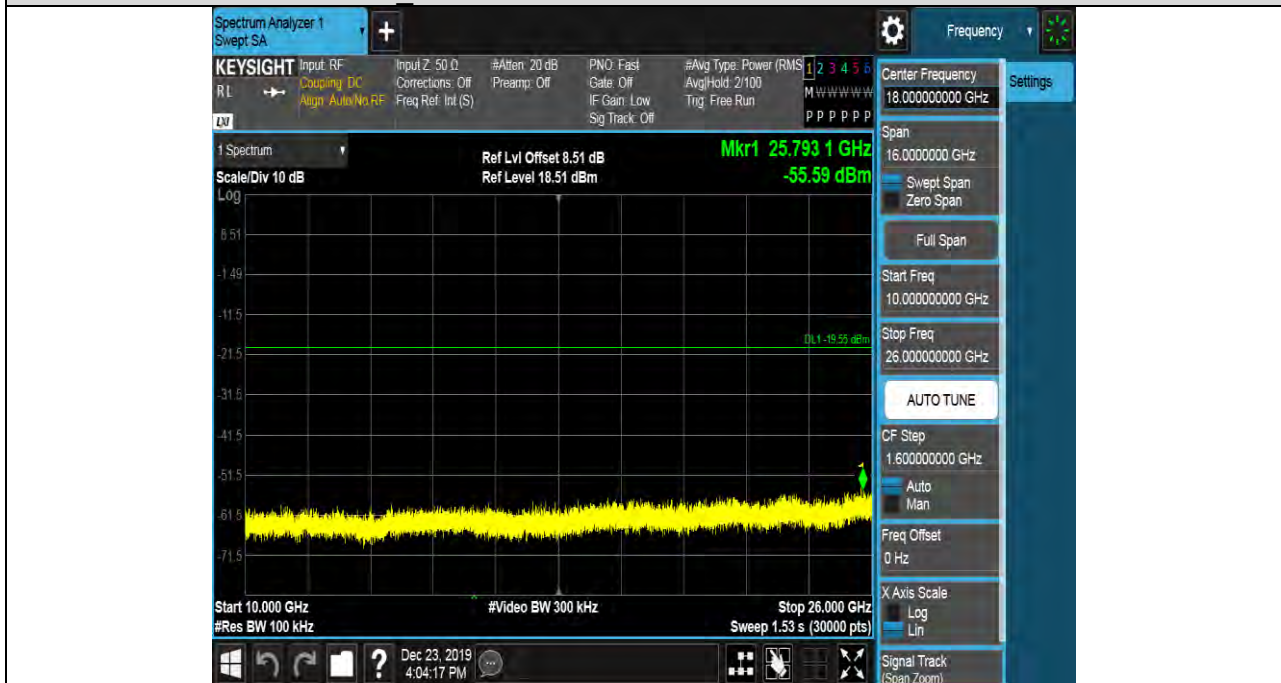 Spectrum Analyzer 1
Swept SA
+
Frequency
KEYSIGHT
RL
LXI
Input: RF
Coupling: DC
Align: Auto/No RF
Input Z: 50 Ω
Corrections: Off
Freq Ref: Int (S)
#Atten: 20 dB
Preamp: Off
PNO: Fast
Gate: Off
IF Gain: Low
Sig Track: Off
#Avg Type: Power (RMS
Avg|Hold: 2/100
Trig: Free Run
1 2 3 4 5 6
M W W W W W
P P P P P P
1 Spectrum
Scale/Div 10 dB
Log
Ref Lvl Offset 8.51 dB
Ref Level 18.51 dBm
Mkr1 25.793 1 GHz
-55.59 dBm
8.51
-1.49
-11.5
DL1 -19.55 dBm
-21.5
-31.5
-41.5
-51.5
1
-61.5
-71.5
Start 10.000 GHz
#Res BW 100 kHz
#Video BW 300 kHz
Stop 26.000 GHz
Sweep 1.53 s (30000 pts)
?
Dec 23, 2019
4:04:17 PM
Center Frequency
18.000000000 GHz
Settings
Span
16.0000000 GHz
Swept Span
Zero Span
Full Span
Start Freq
10.000000000 GHz
Stop Freq
26.000000000 GHz
AUTO TUNE
CF Step
1.600000000 GHz
Auto
Man
Freq Offset
0 Hz
X Axis Scale
Log
Lin
Signal Track
(Span Zoom)